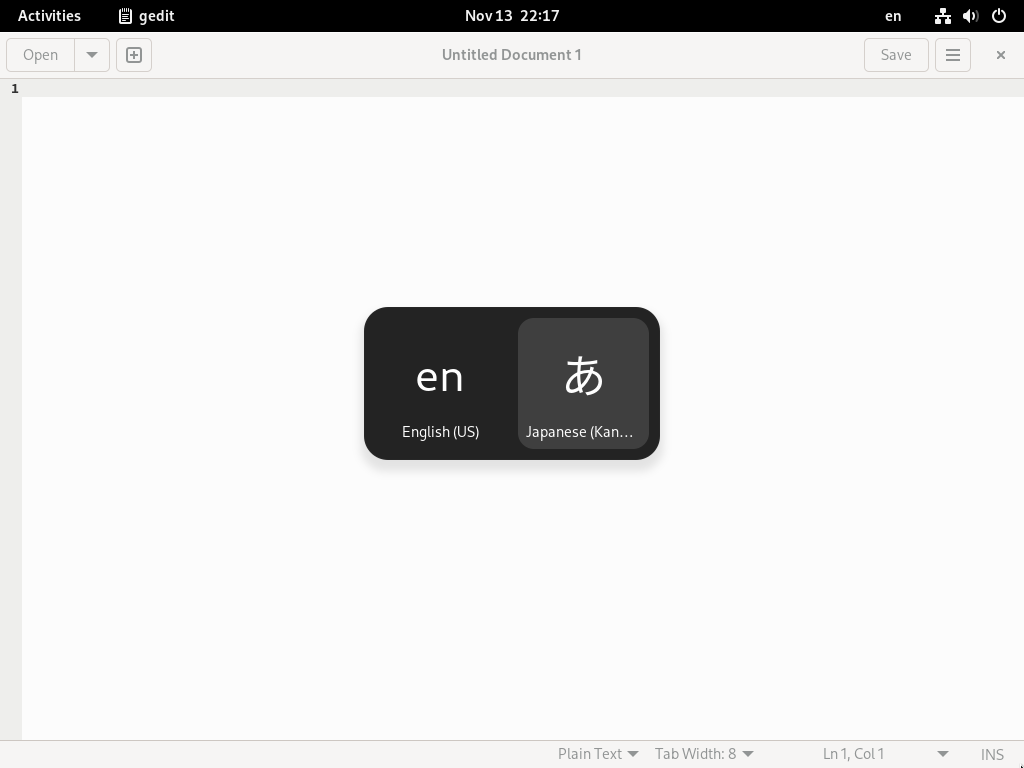 Activities gedit Nov 13 22:17 en
Open Untitled Document 1 Save
1
en あ
English (US) Japanese (Kan…
Plain Text Tab Width: 8 Ln 1, Col 1 INS